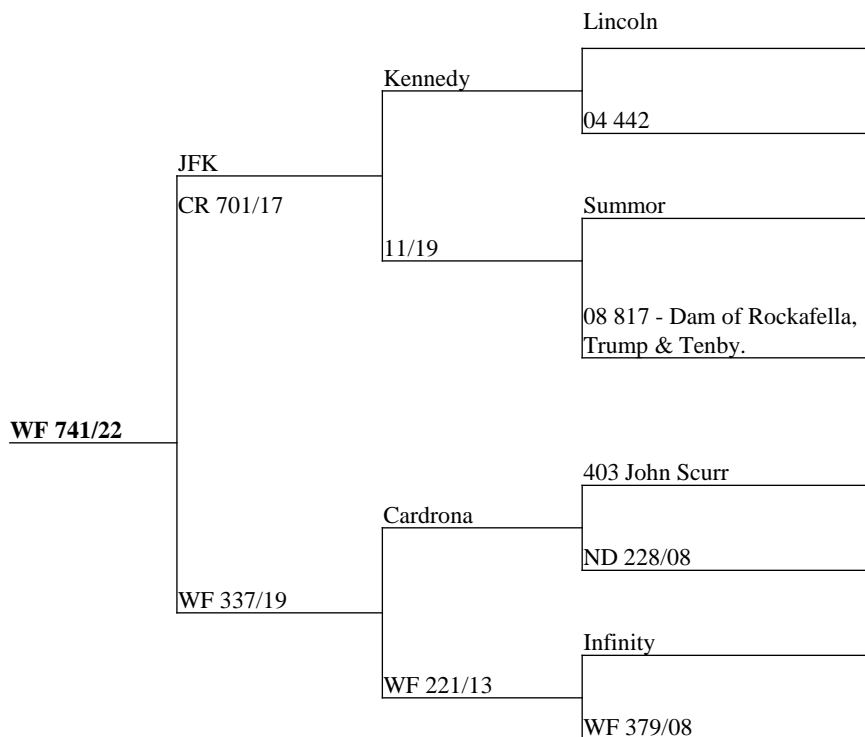 Lincoln
Kennedy
04 442
JFK
CR 701/17
Summor
11/19
08 817 - Dam of Rockafella,
Trump & Tenby.
WF 741/22
403 John Scurr
Cardrona
ND 228/08
WF 337/19
Infinity
WF 221/13
WF 379/08